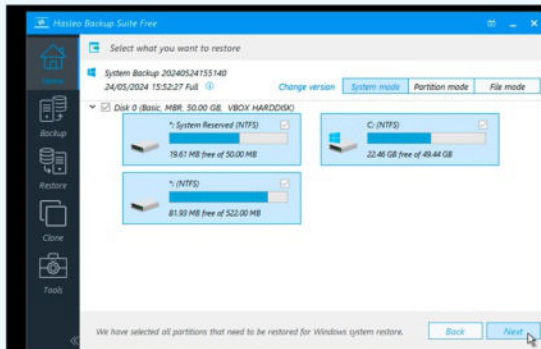 Hasleo Backup Suite Free
Select what you want to restore
System Backup 20240524155140
24/05/2024 15:52:27 Full
Change version
System mode
Partition mode
File mode
Disk 0 (Basic, MBR, 50.00 GB, VBOX HARDDISK)
*: System Reserved (NTFS)
19.61 MB free of 50.00 MB
C: (NTFS)
22.46 GB free of 49.44 GB
*: (NTFS)
81.93 MB free of 522.00 MB
Home
Backup
Restore
Clone
Tools
We have selected all partitions that need to be restored for Windows system restore.
Back
Next